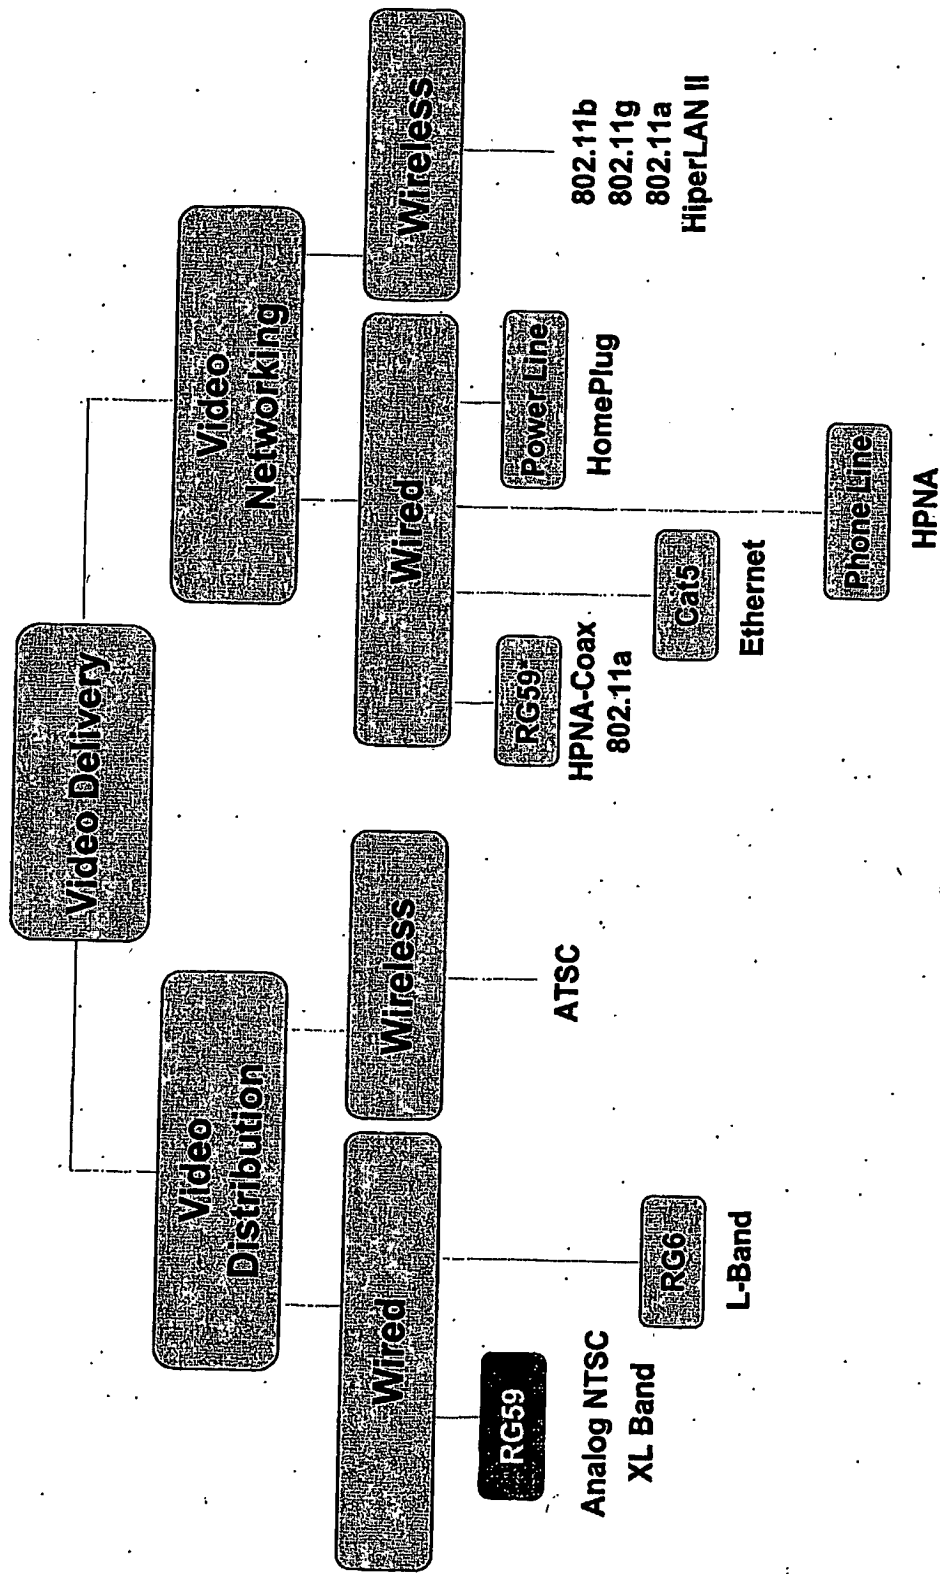 Video Delivery
Video
Distribution
Video
Networking
Wired
Wireless
Wired
Wireless
RG59
Analog NTSC
XL Band
RG6
L-Band
ATSC
RG59*
HPNA-Coax
802.11a
Cat5
Ethernet
Power Line
HomePlug
Phone Line
HPNA
802.11b
802.11g
802.11a
HiperLAN II